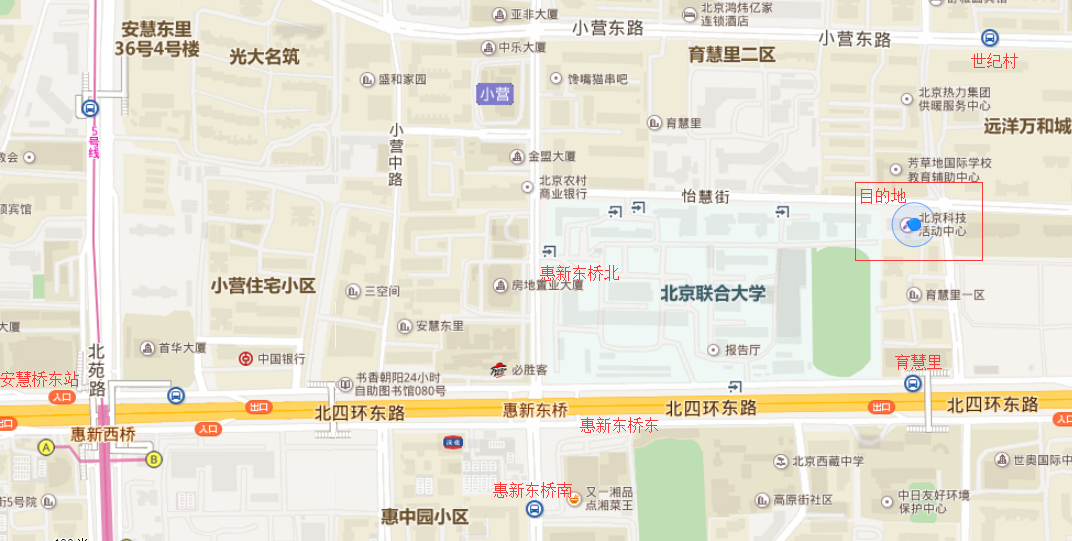 亚非大厦
北京鸿炜亿家
连锁酒店
安慧东里
36号4号楼
小营东路
小营东路
光大名筑
中乐大厦
育慧里二区
世纪村
盛和家园
馋嘴猫串吧
小营
北京热力集团
供暖服务中心
5号线
小营中路
育慧里
远洋万和城
教会
金盟大厦
芳草地国际学校
教育辅助中心
北京农村
商业银行
怡慧街
目的地
宾馆
北京科技
活动中心
惠新东桥北
小营住宅小区
三空间
房地置业大厦
北京联合大学
育慧里一区
大厦
安慧东里
首华大厦
中国银行
报告厅
北苑路
必胜客
育慧里
安慧桥东站
书香朝阳24小时
自助图书馆080号
入口
出口
北四环东路
惠新东桥
北四环东路
出口
北四环东路
出口
惠新西桥
入口
惠新东桥东
入口
A
B
北京西藏中学
世奥国际中
惠新东桥南
又一湘品
点湘菜王
高原街社区
中日友好环境
保护中心
街5号院
惠中园小区